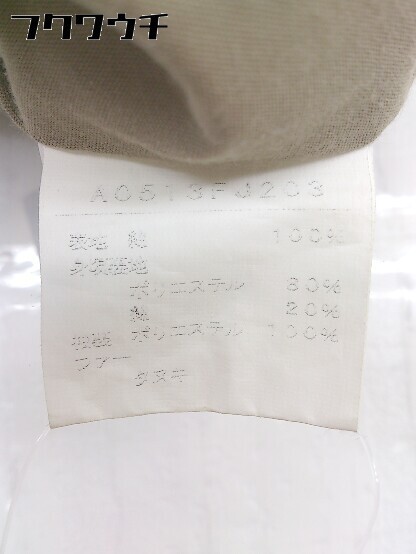 フクワウチ
A0513FJ203
表地 綿 100%
身頃裏地
ポリエステル 80%
綿 20%
袖裏 ポリエステル 100%
ファー
タヌキ